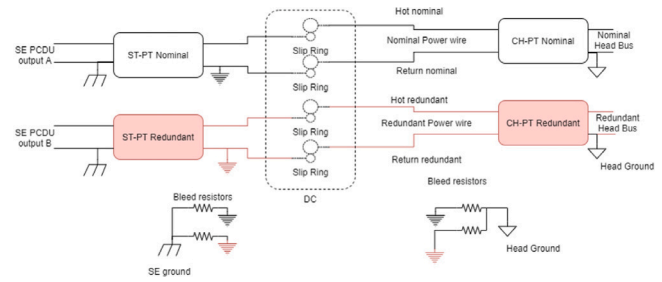 Hot nominal
SE PCDU
output A
ST-PT Nominal
Slip Ring
Nominal Power wire
CH-PT Nominal
Nominal
Head Bus
Slip Ring
Return nominal
SE PCDU
output B
ST-PT Redundant
Slip Ring
Hot redundant
Redundant Power wire
CH-PT Redundant
Redundant
Head Bus
Slip Ring
Return redundant
Head Ground
Bleed resistors
DC
Bleed resistors
SE ground
Head Ground